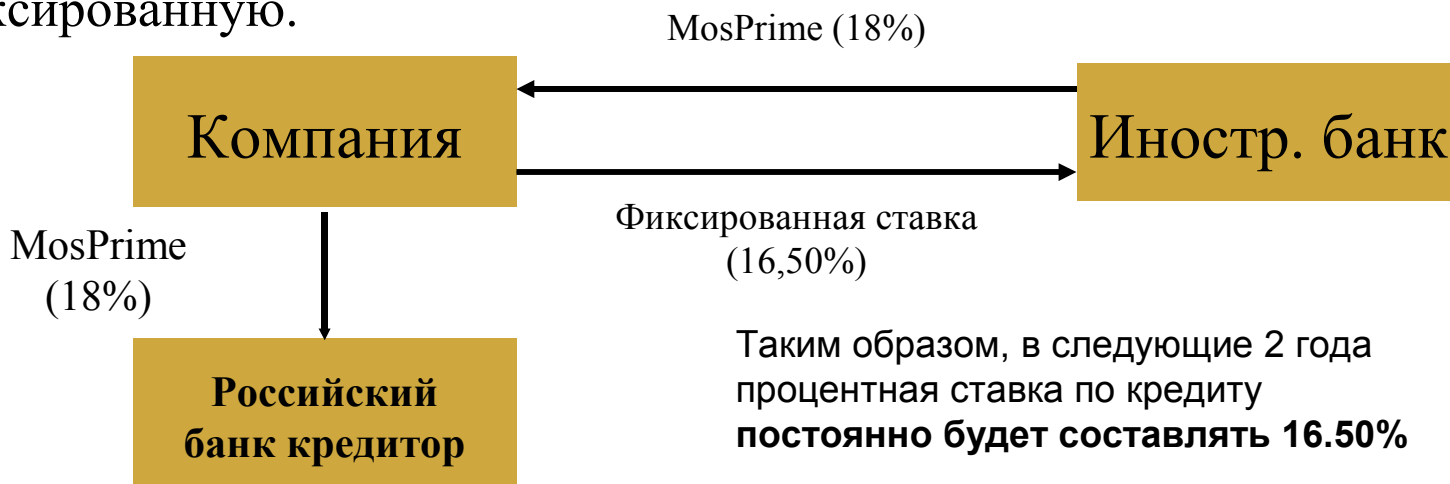 ксированную.
MosPrime (18%)
Компания
Иностр. банк
Фиксированная ставка
(16,50%)
MosPrime
(18%)
Таким образом, в следующие 2 года
процентная ставка по кредиту
постоянно будет составлять 16.50%
Российский
банк кредитор